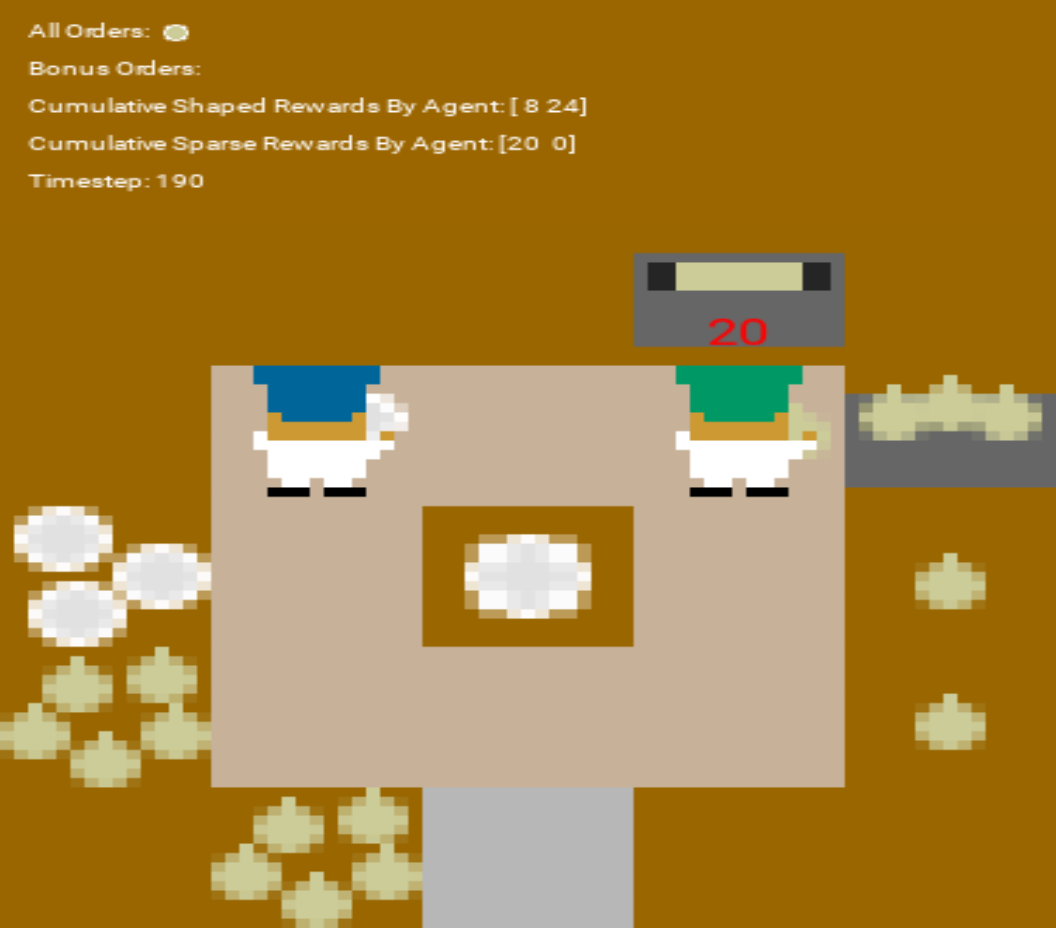 All Orders:
Bonus Orders:
Cumulative Shaped Rewards By Agent: [ 8 24]
Cumulative Sparse Rewards By Agent: [20  0]
Timestep: 190
20